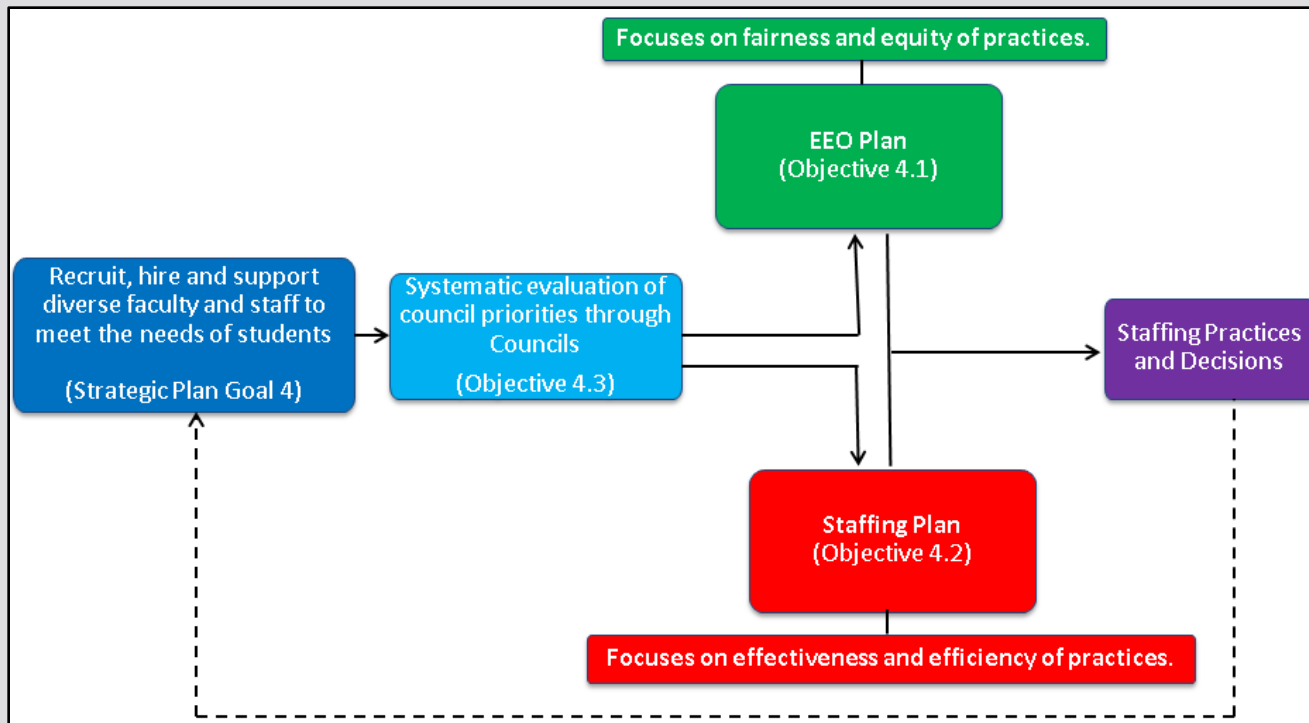 Focuses on fairness and equity of practices.
EEO Plan
(Objective 4.1)
Recruit, hire and support
diverse faculty and staff to
meet the needs of students
(Strategic Plan Goal 4)
Systematic evaluation of
council priorities through
Councils
(Objective 4.3)
Staffing Practices
and Decisions
Staffing Plan
(Objective 4.2)
Focuses on effectiveness and efficiency of practices.